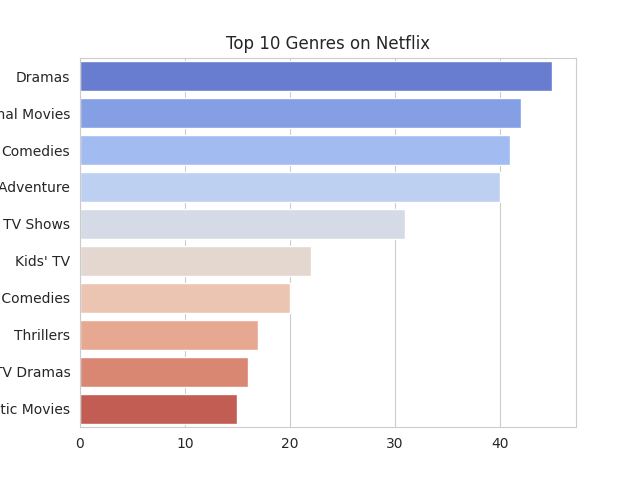 Top 10 Genres on Netflix
Dramas
nal Movies
Comedies
Adventure
TV Shows
Kids' TV
Comedies
Thrillers
TV Dramas
tic Movies
0 10 20 30 40